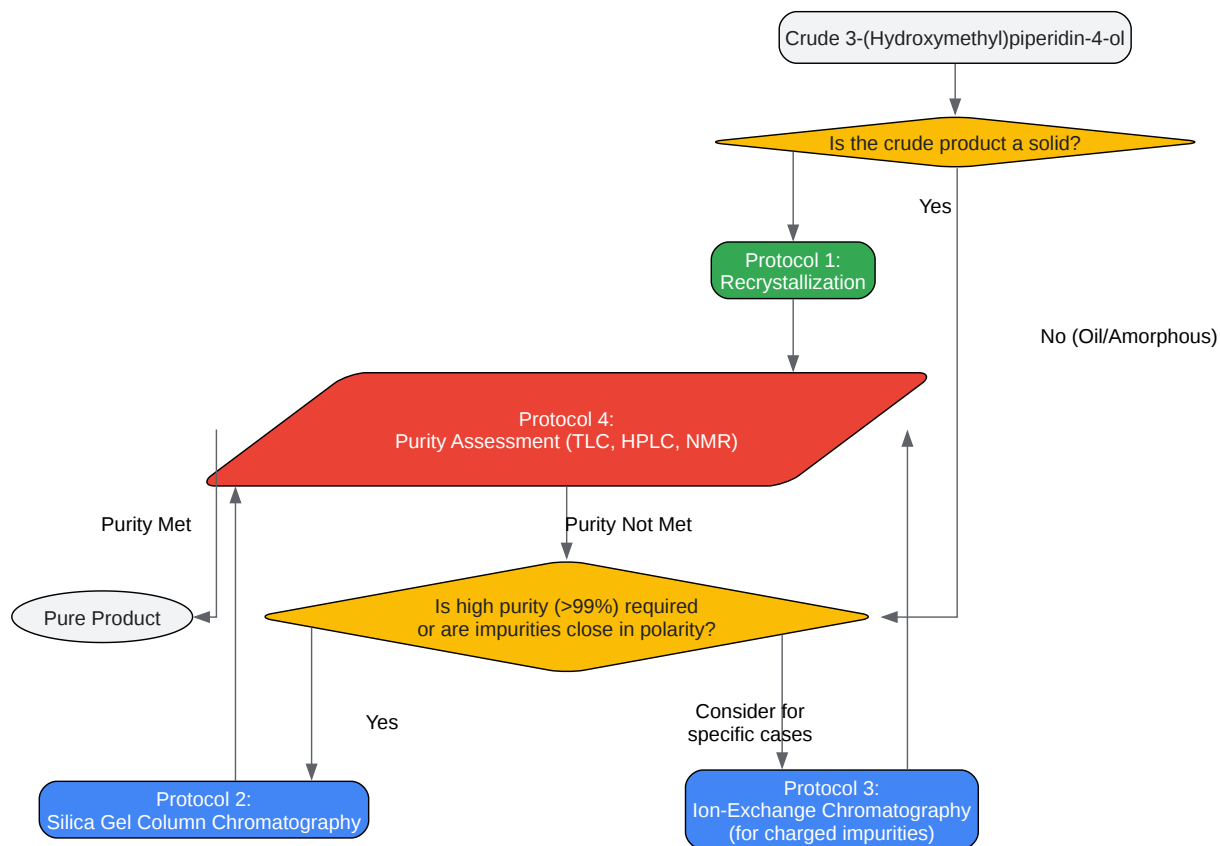 Crude 3-(Hydroxymethyl)piperidin-4-ol
Is the crude product a solid?
Yes
Protocol 1:
Recrystallization
No (Oil/Amorphous)
Protocol 4:
Purity Assessment (TLC, HPLC, NMR)
Purity Met
Purity Not Met
Pure Product
Is high purity (>99%) required
or are impurities close in polarity?
Yes
Consider for
specific cases
Protocol 2:
Silica Gel Column Chromatography
Protocol 3:
Ion-Exchange Chromatography
(for charged impurities)